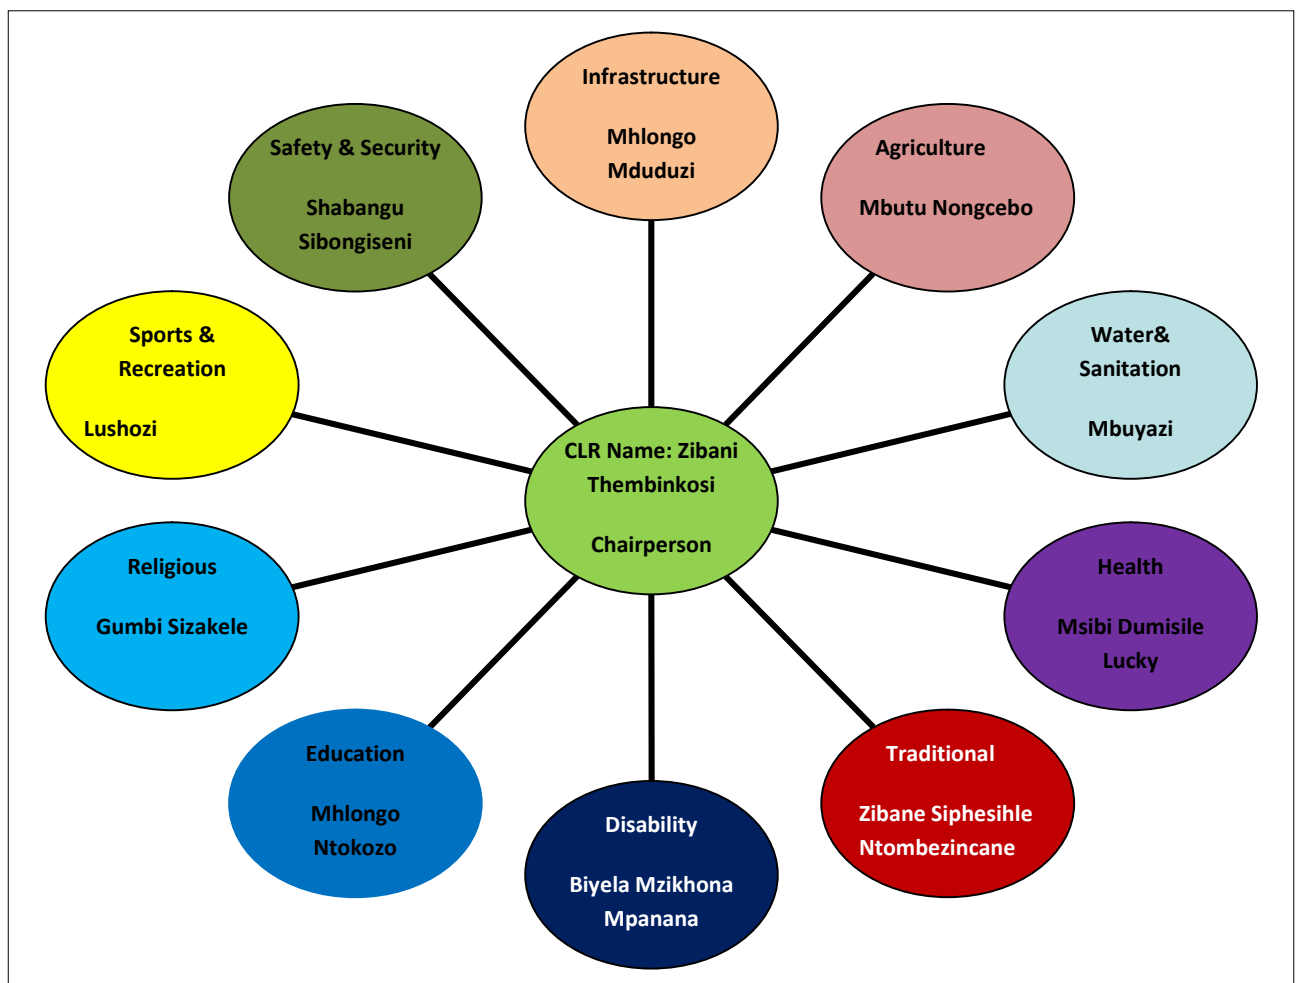 Infrastructure
Mhlongo
Mduduzi
Safety & Security
Shabangu
Sibongiseni
Agriculture
Mbutu Nongcebo
Sports &
Recreation
Lushozi
Water&
Sanitation
Mbuyazi
CLR Name: Zibani
Thembinkosi
Chairperson
Religious
Gumbi Sizakele
Health
Msibi Dumisile
Lucky
Education
Mhlongo
Ntokozo
Disability
Biyela Mzikhona
Mpanana
Traditional
Zibane Siphesihle
Ntombezincane